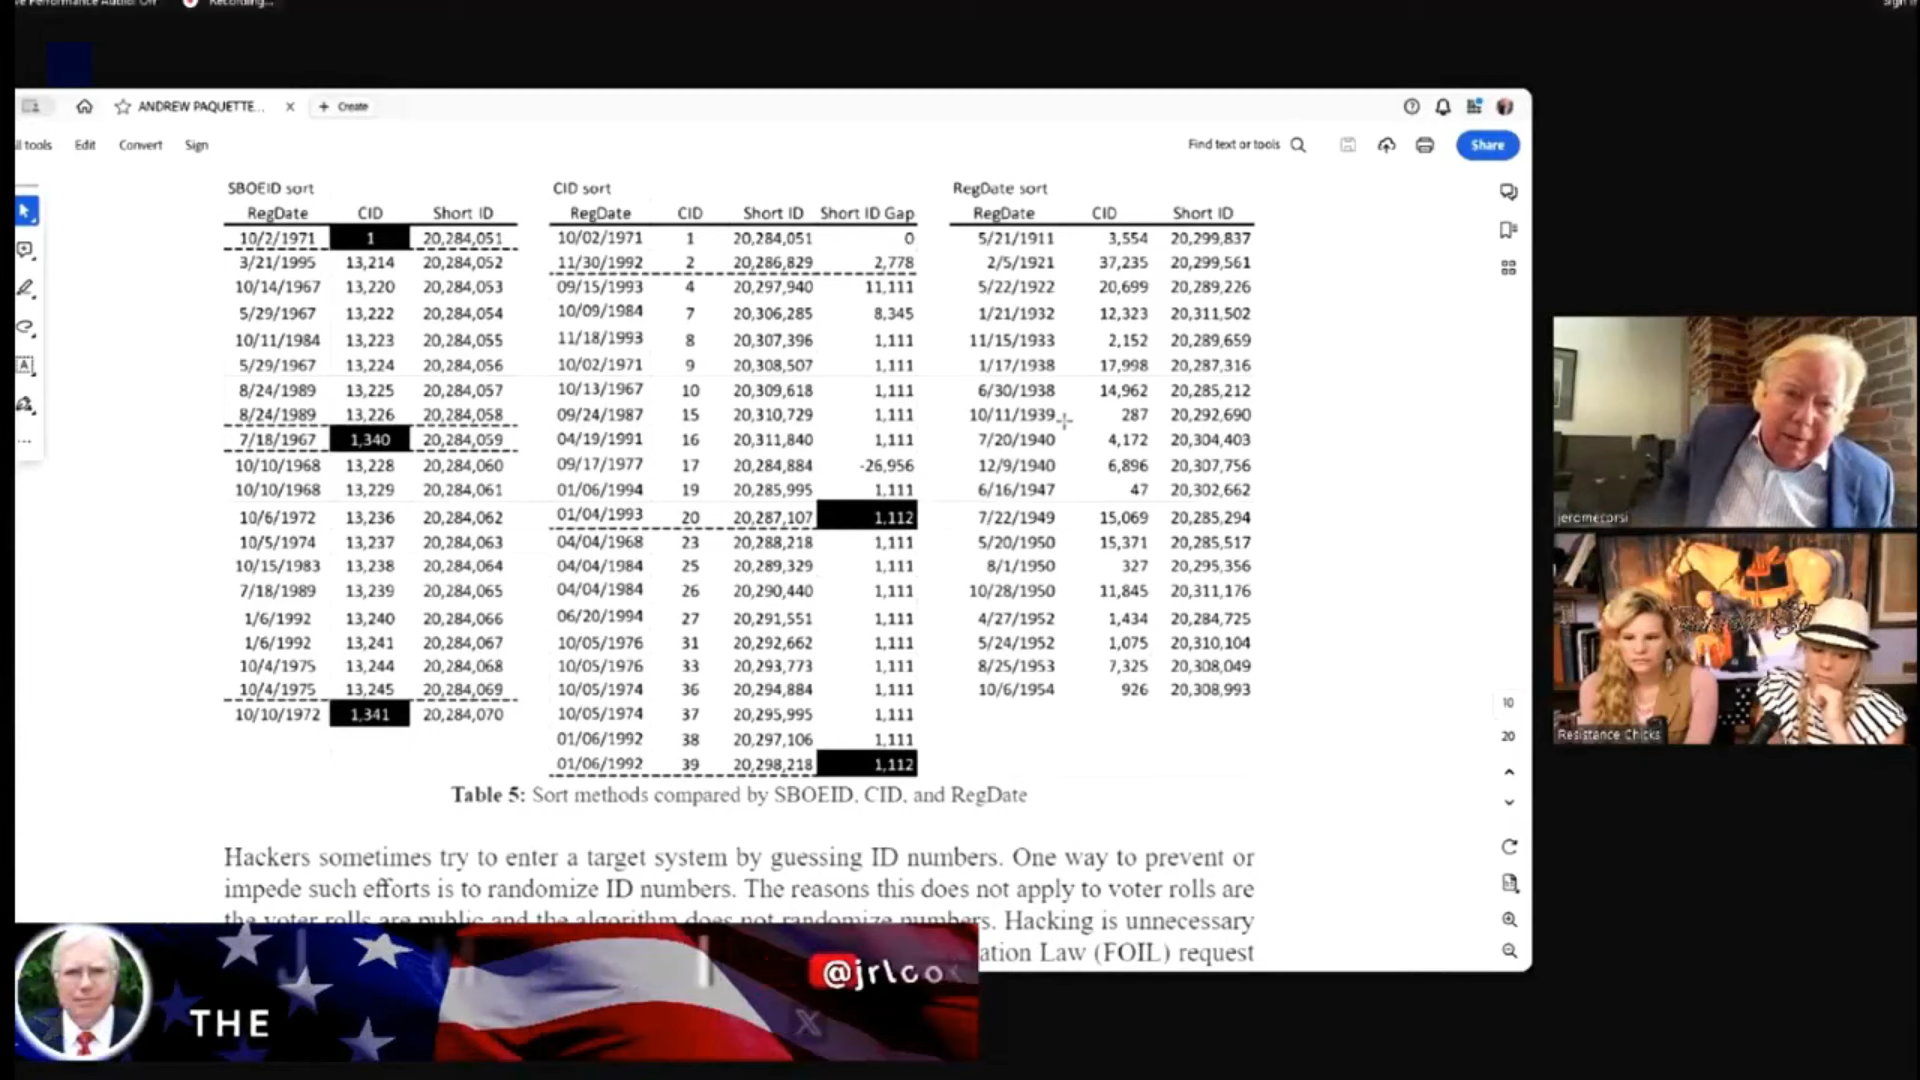 Recording...
Sign
ANDREW PAQUETTE...
Create
tools
Edit
Convert
Sign
Find text or tools
Share
SBOEID sort
RegDate CID Short ID
10/2/1971 1 20,284,051
3/21/1995 13,214 20,284,052
10/14/1967 13,220 20,284,053
5/29/1967 13,222 20,284,054
10/11/1984 13,223 20,284,055
5/29/1967 13,224 20,284,056
8/24/1989 13,225 20,284,057
8/24/1989 13,226 20,284,058
7/18/1967 1,340 20,284,059
10/10/1968 13,228 20,284,060
10/10/1968 13,229 20,284,061
10/6/1972 13,236 20,284,062
10/5/1974 13,237 20,284,063
10/15/1983 13,238 20,284,064
7/18/1989 13,239 20,284,065
1/6/1992 13,240 20,284,066
1/6/1992 13,241 20,284,067
10/4/1975 13,244 20,284,068
10/4/1975 13,245 20,284,069
10/10/1972 1,341 20,284,070
CID sort
RegDate CID Short ID Short ID Gap
10/02/1971 1 20,284,051 0
11/30/1992 2 20,286,829 2,778
09/15/1993 4 20,297,940 11,111
10/09/1984 7 20,306,285 8,345
11/18/1993 8 20,307,396 1,111
10/02/1971 9 20,308,507 1,111
10/13/1967 10 20,309,618 1,111
09/24/1987 15 20,310,729 1,111
04/19/1991 16 20,311,840 1,111
09/17/1977 17 20,284,884 -26,956
01/06/1994 19 20,285,995 1,111
01/04/1993 20 20,287,107 1,112
04/04/1968 23 20,288,218 1,111
04/04/1984 25 20,289,329 1,111
04/04/1984 26 20,290,440 1,111
06/20/1994 27 20,291,551 1,111
10/05/1976 31 20,292,662 1,111
10/05/1976 33 20,293,773 1,111
10/05/1974 36 20,294,884 1,111
10/05/1974 37 20,295,995 1,111
01/06/1992 38 20,297,106 1,111
01/06/1992 39 20,298,218 1,112
RegDate sort
RegDate CID Short ID
5/21/1911 3,554 20,299,837
2/5/1921 37,235 20,299,561
5/22/1922 20,699 20,289,226
1/21/1932 12,323 20,311,502
11/15/1933 2,152 20,289,659
1/17/1938 17,998 20,287,316
6/30/1938 14,962 20,285,212
10/11/1939 287 20,292,690
7/20/1940 4,172 20,304,403
12/9/1940 6,896 20,307,756
6/16/1947 47 20,302,662
7/22/1949 15,069 20,285,294
5/20/1950 15,371 20,285,517
8/1/1950 327 20,295,356
10/28/1950 11,845 20,311,176
4/27/1952 1,434 20,284,725
5/24/1952 1,075 20,310,104
8/25/1953 7,325 20,308,049
10/6/1954 926 20,308,993
Table 5: Sort methods compared by SBOEID, CID, and RegDate
Hackers sometimes try to enter a target system by guessing ID numbers. One way to prevent or
impede such efforts is to randomize ID numbers. The reasons this does not apply to voter rolls are
the voter rolls are public and the algorithm does not randomize numbers. Hacking is unnecessary
ation Law (FOIL) request
10
20
jeromecorsi
Resistance Chicks
THE
@jrlco
X